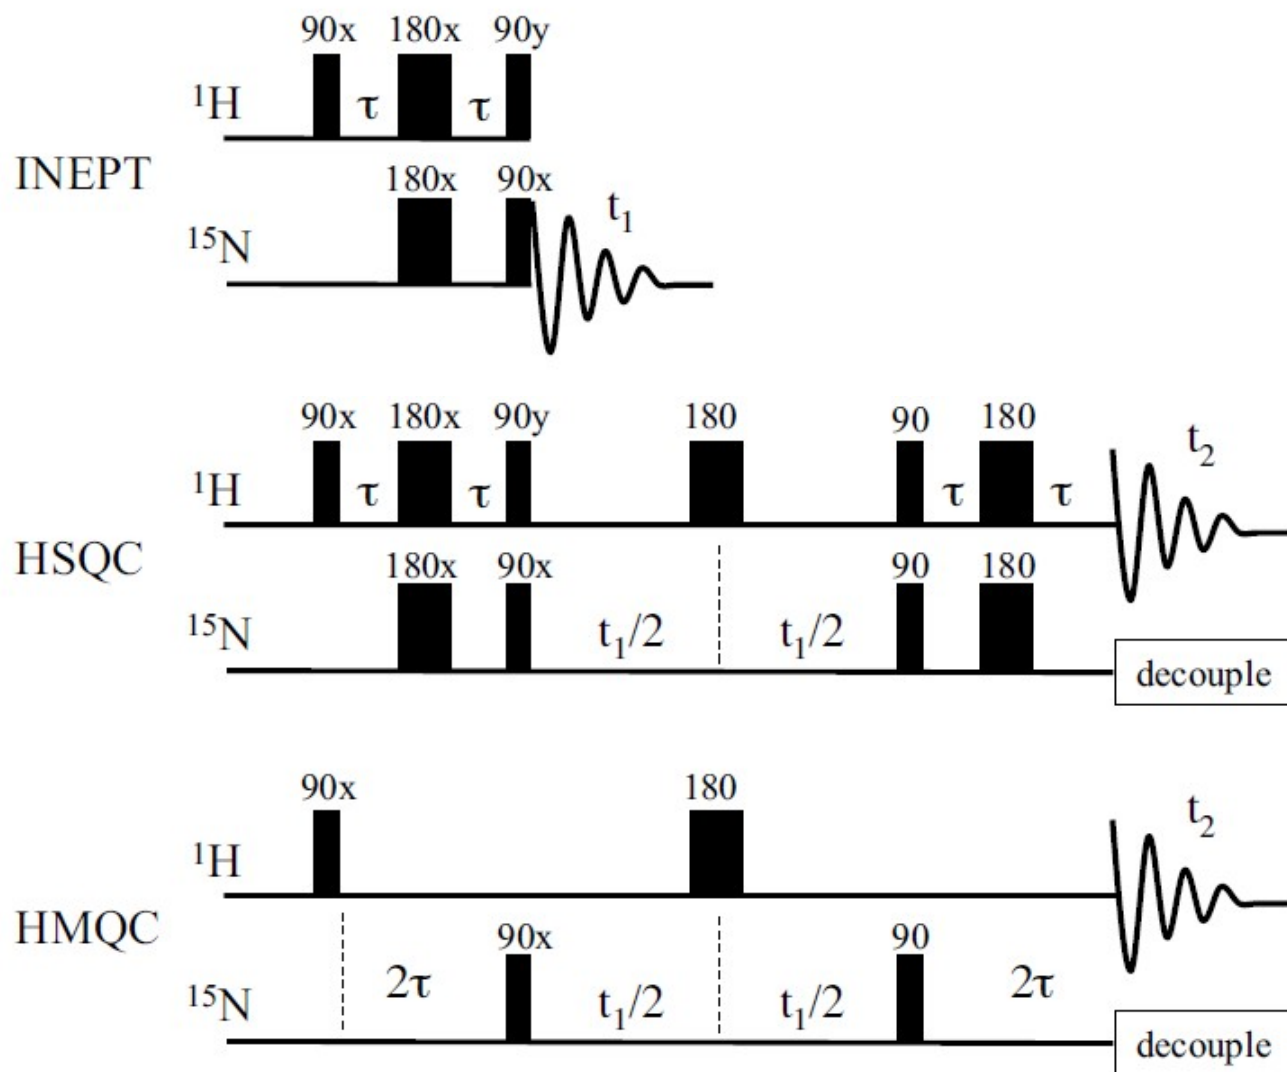 90x 180x 90y
¹H τ τ
INEPT
180x 90x
¹⁵N t₁
90x 180x 90y 180 90 180
¹H τ τ τ τ t₂
HSQC
180x 90x 90 180
¹⁵N t₁/2 t₁/2
decouple
90x 180
¹H t₂
HMQC
90x 90
¹⁵N 2τ t₁/2 t₁/2 2τ
decouple